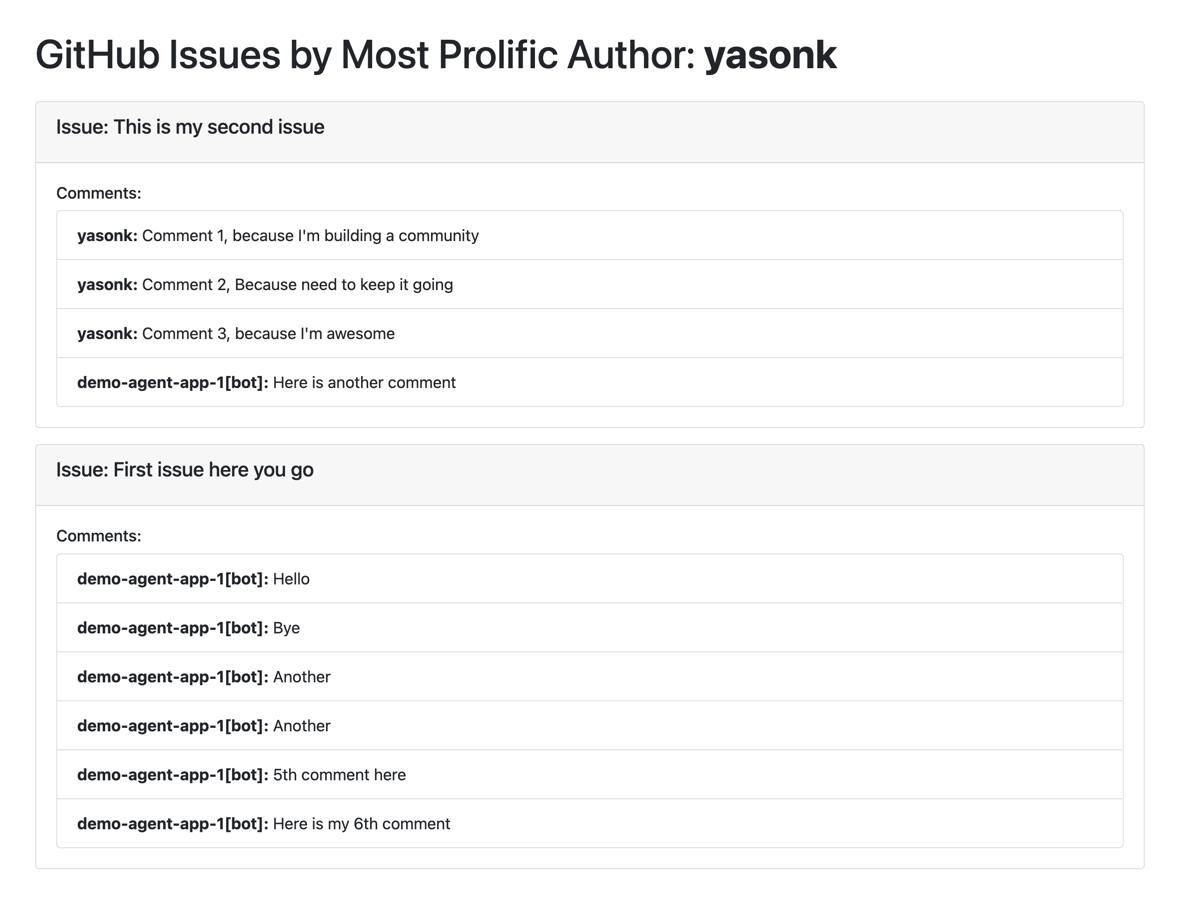 GitHub Issues by Most Prolific Author: yasonk
Issue: This is my second issue
Comments:
yasonk: Comment 1, because I'm building a community
yasonk: Comment 2, Because need to keep it going
yasonk: Comment 3, because I'm awesome
demo-agent-app-1[bot]: Here is another comment
Issue: First issue here you go
Comments:
demo-agent-app-1[bot]: Hello
demo-agent-app-1[bot]: Bye
demo-agent-app-1[bot]: Another
demo-agent-app-1[bot]: Another
demo-agent-app-1[bot]: 5th comment here
demo-agent-app-1[bot]: Here is my 6th comment